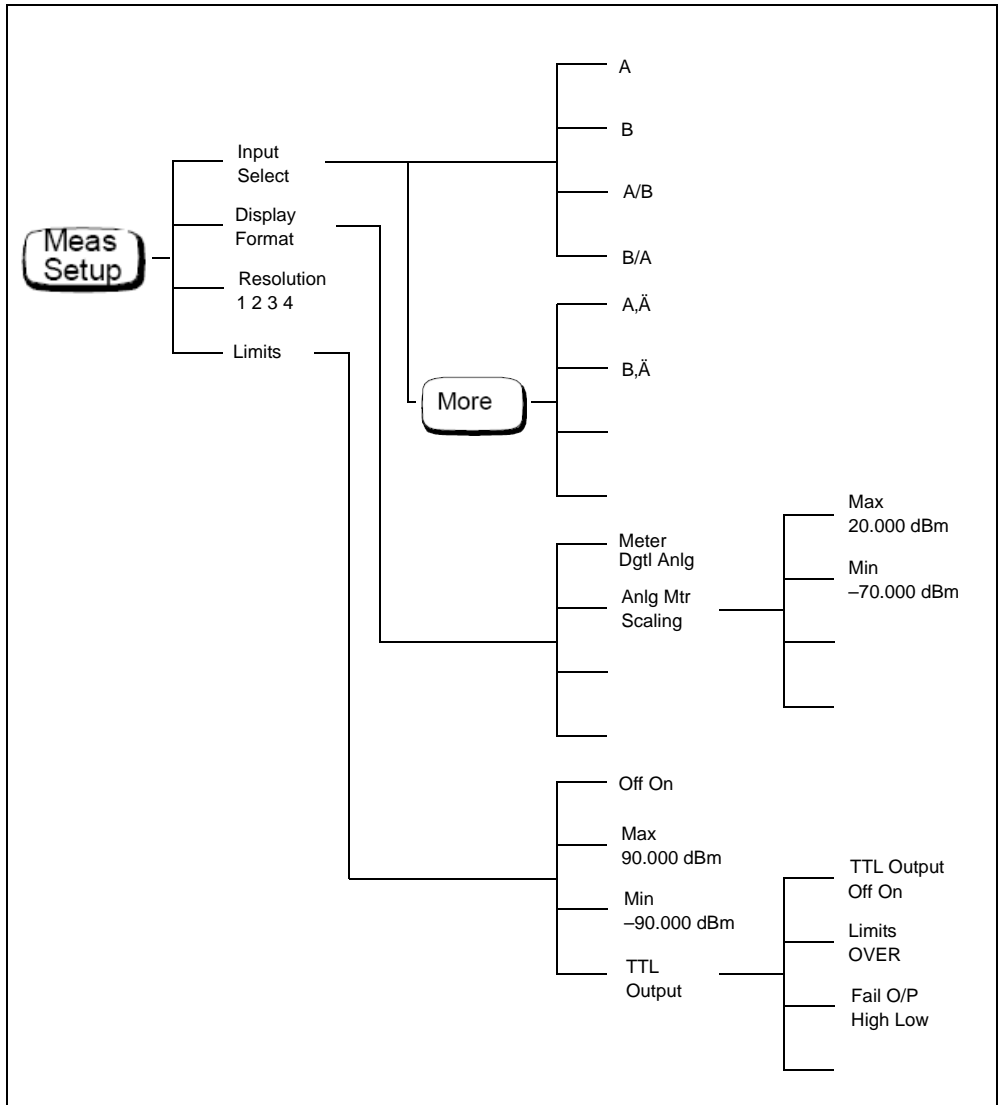 Meas
Setup
Input
Select
Display
Format
Resolution
1 2 3 4
Limits
A
B
A/B
B/A
More
A,Ä
B,Ä
Meter
Dgtl Anlg
Anlg Mtr
Scaling
Max
20.000 dBm
Min
–70.000 dBm
Off On
Max
90.000 dBm
Min
–90.000 dBm
TTL
Output
TTL Output
Off On
Limits
OVER
Fail O/P
High Low